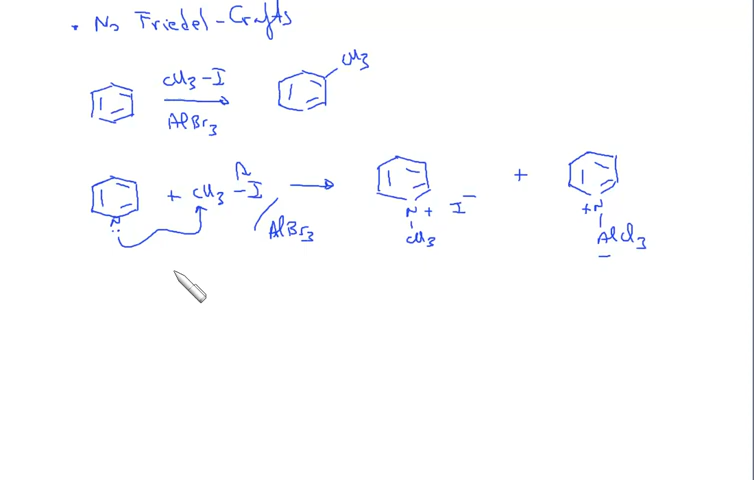 • No Friedel-Crafts
CH3-I
AlBr3
CH3
N
+ CH3-I
/AlBr3
N +
CH3
I-
+
+N
AlCl3
-